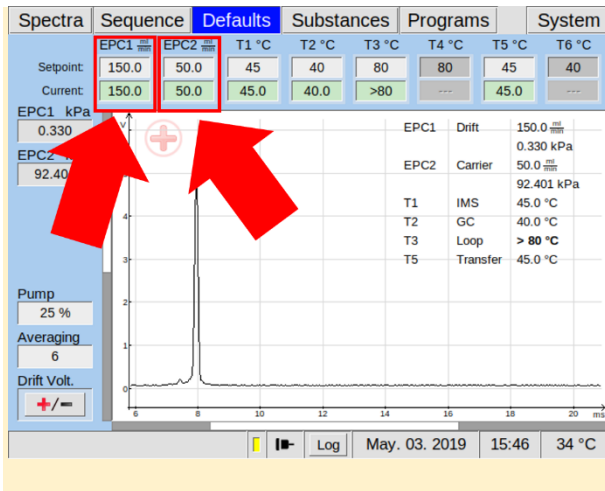 Spectra Sequence Defaults Substances Programs System
EPC1 ml/min EPC2 ml/min T1 °C T2 °C T3 °C T4 °C T5 °C T6 °C
Setpoint: 150.0 50.0 45 40 80 80 45 40
Current: 150.0 50.0 45.0 40.0 >80 --- 45.0 ---
EPC1 kPa
0.330
EPC2
92.40
Pump
25 %
Averaging
6
Drift Volt.
+/-
V
4
3
2
1
0
6 8 10 12 14 16 18 20 ms
EPC1 Drift 150.0 ml/min
0.330 kPa
EPC2 Carrier 50.0 ml/min
92.401 kPa
T1 IMS 45.0 °C
T2 GC 40.0 °C
T3 Loop > 80 °C
T5 Transfer 45.0 °C
Log May. 03. 2019 15:46 34 °C